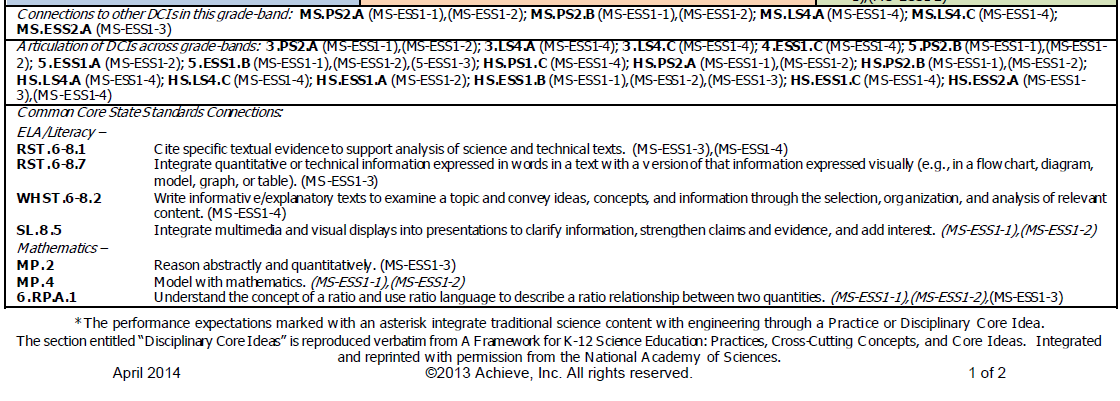 Connections to other DCIs in this grade-band: MS.PS2.A (MS-ESS1-1),(MS-ESS1-2); MS.PS2.B (MS-ESS1-1),(MS-ESS1-2); MS.LS4.A (MS-ESS1-4); MS.LS4.C (MS-ESS1-4);
MS.ESS2.A (MS-ESS1-3)
Articulation of DCIs across grade-bands: 3.PS2.A (MS-ESS1-1),(MS-ESS1-2); 3.LS4.A (MS-ESS1-4); 3.LS4.C (MS-ESS1-4); 4.ESS1.C (MS-ESS1-4); 5.PS2.B (MS-ESS1-1),(MS-ESS1-
2); 5.ESS1.A (MS-ESS1-2); 5.ESS1.B (MS-ESS1-1),(MS-ESS1-2),(5-ESS1-3); HS.PS1.C (MS-ESS1-4); HS.PS2.A (MS-ESS1-1),(MS-ESS1-2); HS.PS2.B (MS-ESS1-1),(MS-ESS1-2);
HS.LS4.A (MS-ESS1-4); HS.LS4.C (MS-ESS1-4); HS.ESS1.A (MS-ESS1-2); HS.ESS1.B (MS-ESS1-1),(MS-ESS1-2),(MS-ESS1-3); HS.ESS1.C (MS-ESS1-4); HS.ESS2.A (MS-ESS1-
3),(MS-ESS1-4)
Common Core State Standards Connections:
ELA/Literacy –
RST.6-8.1 Cite specific textual evidence to support analysis of science and technical texts. (MS-ESS1-3),(MS-ESS1-4)
RST.6-8.7 Integrate quantitative or technical information expressed in words in a text with a version of that information expressed visually (e.g., in a flowchart, diagram,
model, graph, or table). (MS-ESS1-3)
WHST.6-8.2 Write informative/explanatory texts to examine a topic and convey ideas, concepts, and information through the selection, organization, and analysis of relevant
content. (MS-ESS1-4)
SL.8.5 Integrate multimedia and visual displays into presentations to clarify information, strengthen claims and evidence, and add interest. (MS-ESS1-1),(MS-ESS1-2)
Mathematics –
MP.2 Reason abstractly and quantitatively. (MS-ESS1-3)
MP.4 Model with mathematics. (MS-ESS1-1),(MS-ESS1-2)
6.RP.A.1 Understand the concept of a ratio and use ratio language to describe a ratio relationship between two quantities. (MS-ESS1-1),(MS-ESS1-2),(MS-ESS1-3)
*The performance expectations marked with an asterisk integrate traditional science content with engineering through a Practice or Disciplinary Core Idea.
The section entitled “Disciplinary Core Ideas” is reproduced verbatim from A Framework for K-12 Science Education: Practices, Cross-Cutting Concepts, and Core Ideas. Integrated
and reprinted with permission from the National Academy of Sciences.
April 2014 ©2013 Achieve, Inc. All rights reserved. 1 of 2